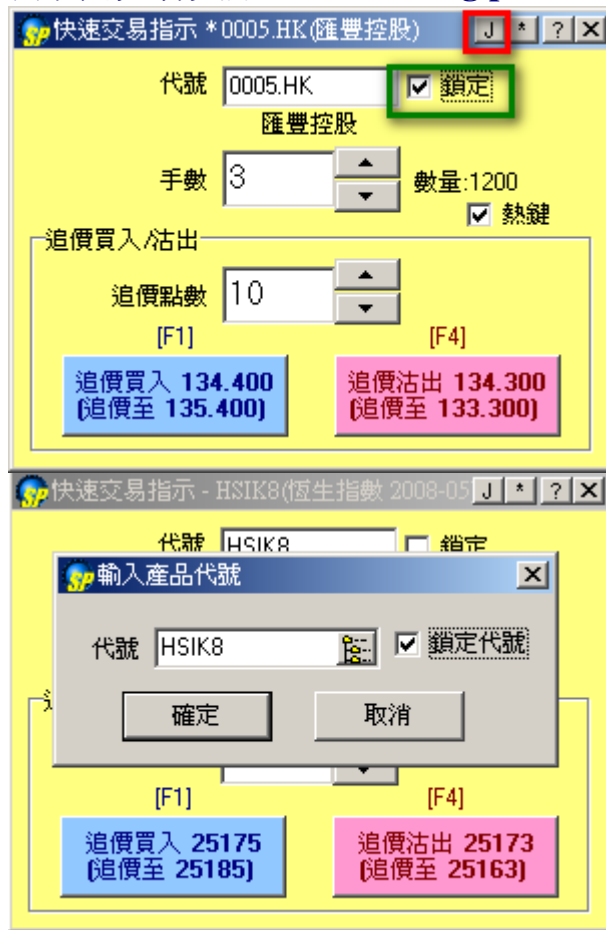 快速交易指示 *0005.HK(匯豐控股) J * ? X
代號 0005.HK 鎖定
匯豐控股
手數 3 數量:1200
熱鍵
追價買入/沽出
追價點數 10
[F1] [F4]
追價買入 134.400 追價沽出 134.300
(追價至 135.400) (追價至 133.300)
快速交易指示 - HSIK8(恆生指數 2008-05 J * ? X
代號 HSIK8 鎖定
輸入產品代號 X
代號 HSIK8 鎖定代號
確定 取消
[F1] [F4]
追價買入 25175 追價沽出 25173
(追價至 25185) (追價至 25163)